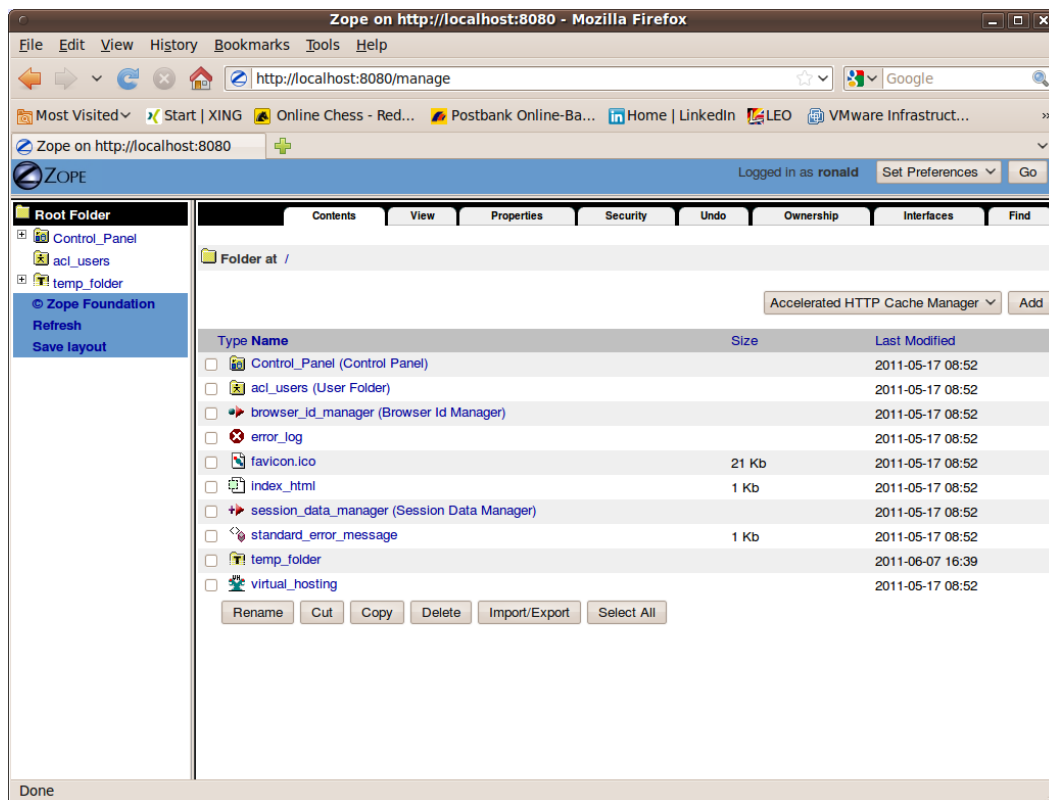 Zope on http://localhost:8080 - Mozilla Firefox
File Edit View History Bookmarks Tools Help
http://localhost:8080/manage Google
Most Visited Start | XING Online Chess - Red... Postbank Online-Ba... Home | LinkedIn LEO VMware Infrastruct... »
Zope on http://localhost:8080
ZOPE Logged in as ronald Set Preferences Go
Root Folder
Control_Panel
acl_users
temp_folder
© Zope Foundation
Refresh
Save layout
Contents View Properties Security Undo Ownership Interfaces Find
Folder at /
Accelerated HTTP Cache Manager Add
Type Name Size Last Modified
Control_Panel (Control Panel) 2011-05-17 08:52
acl_users (User Folder) 2011-05-17 08:52
browser_id_manager (Browser Id Manager) 2011-05-17 08:52
error_log 2011-05-17 08:52
favicon.ico 21 Kb 2011-05-17 08:52
index_html 1 Kb 2011-05-17 08:52
session_data_manager (Session Data Manager) 2011-05-17 08:52
standard_error_message 1 Kb 2011-05-17 08:52
temp_folder 2011-06-07 16:39
virtual_hosting 2011-05-17 08:52
Rename Cut Copy Delete Import/Export Select All
Done